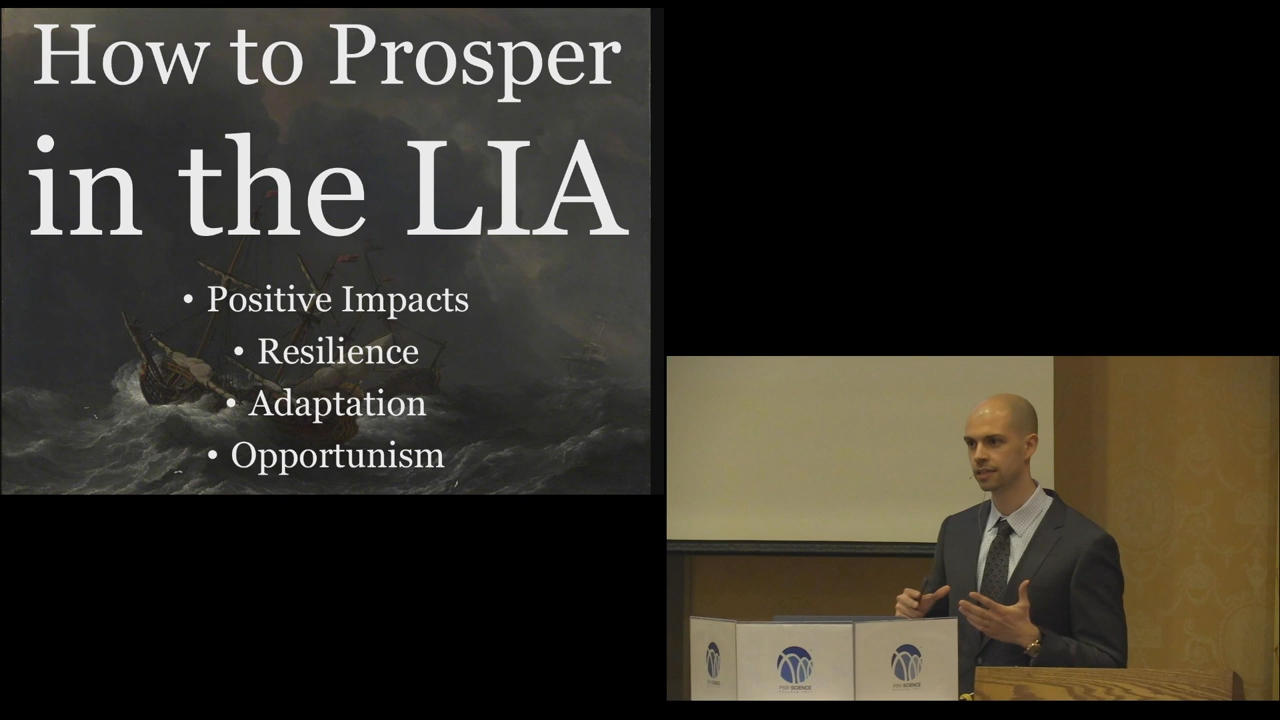 How to Prosper
in the LIA
• Positive Impacts
• Resilience
• Adaptation
• Opportunism